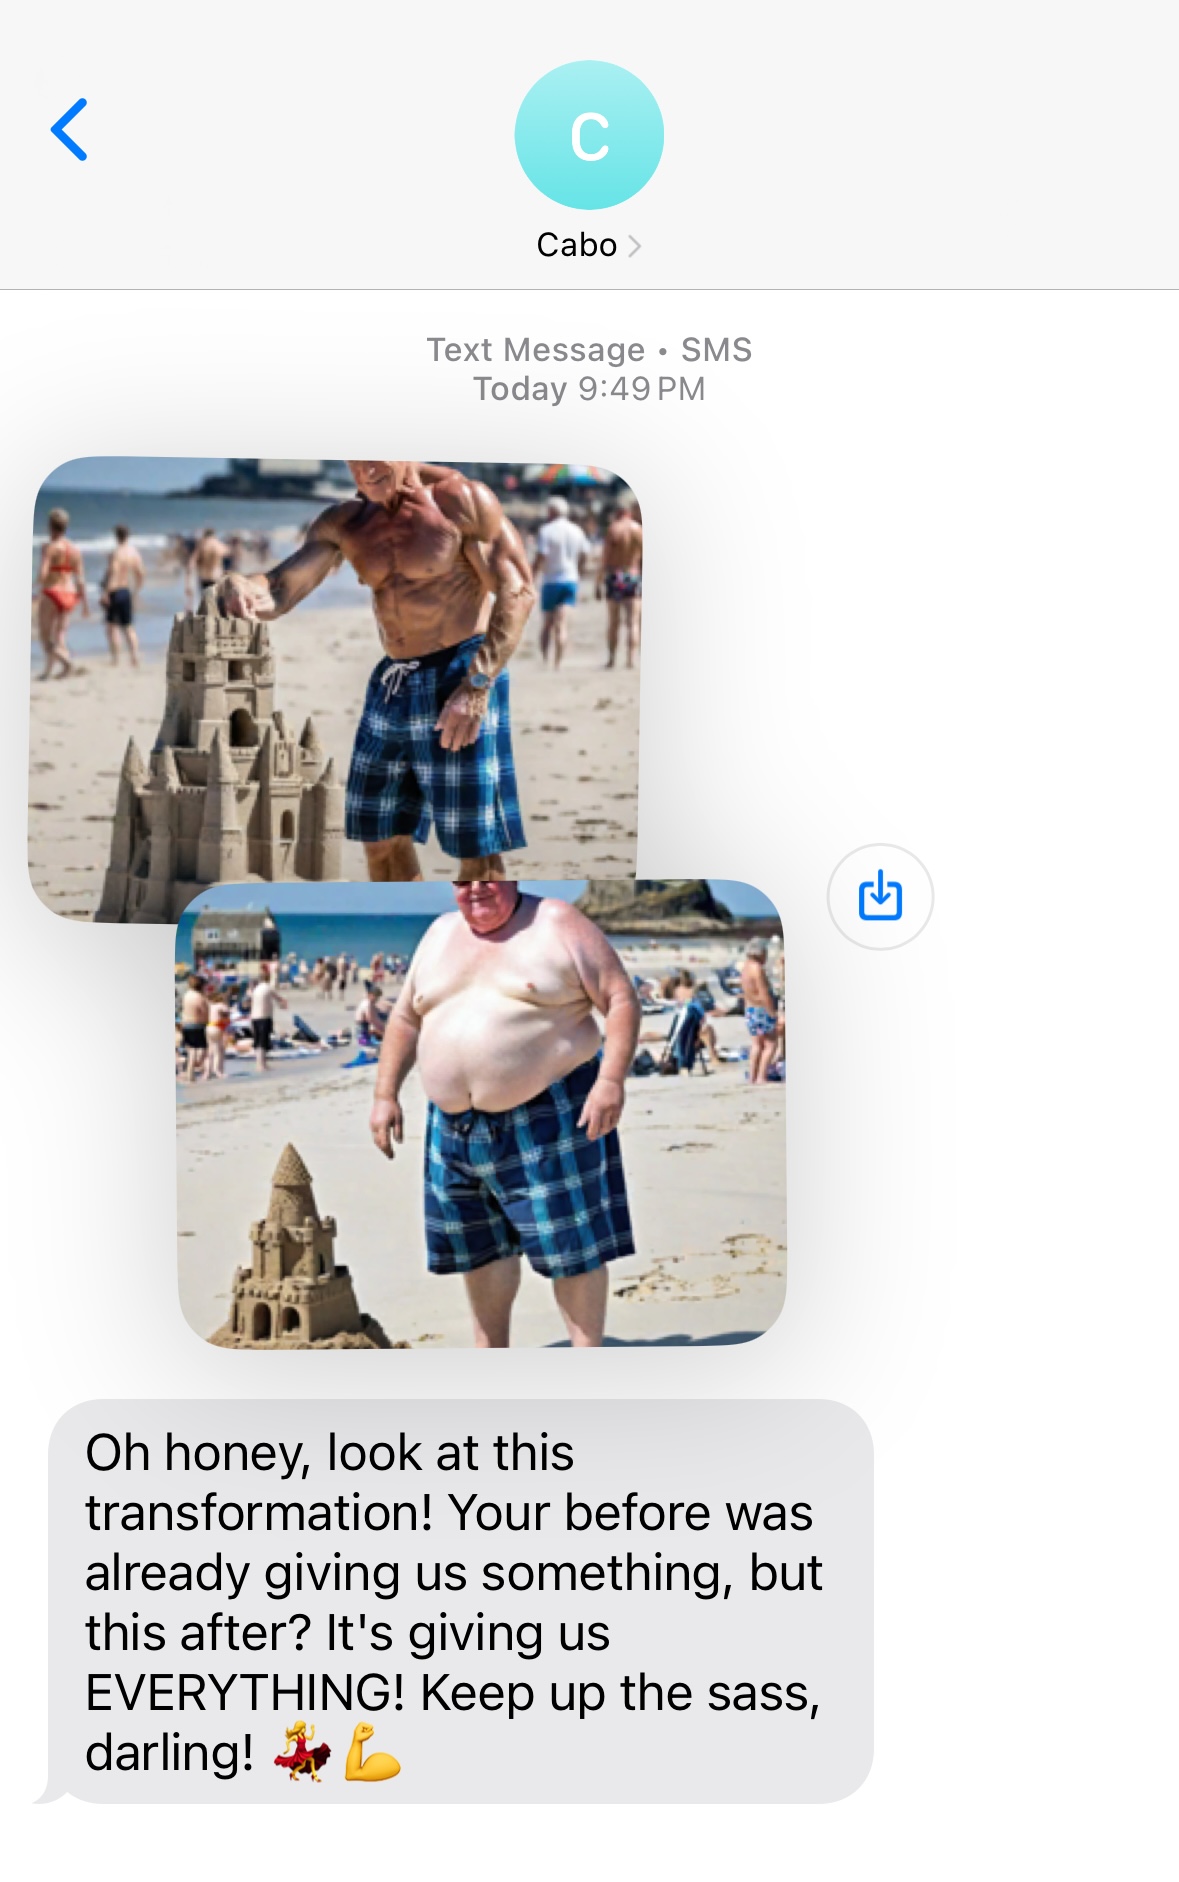 C
Cabo
Text Message • SMS
Today 9:49 PM
Oh honey, look at this
transformation! Your before was
already giving us something, but
this after? It's giving us
EVERYTHING! Keep up the sass,
darling! 💃💪